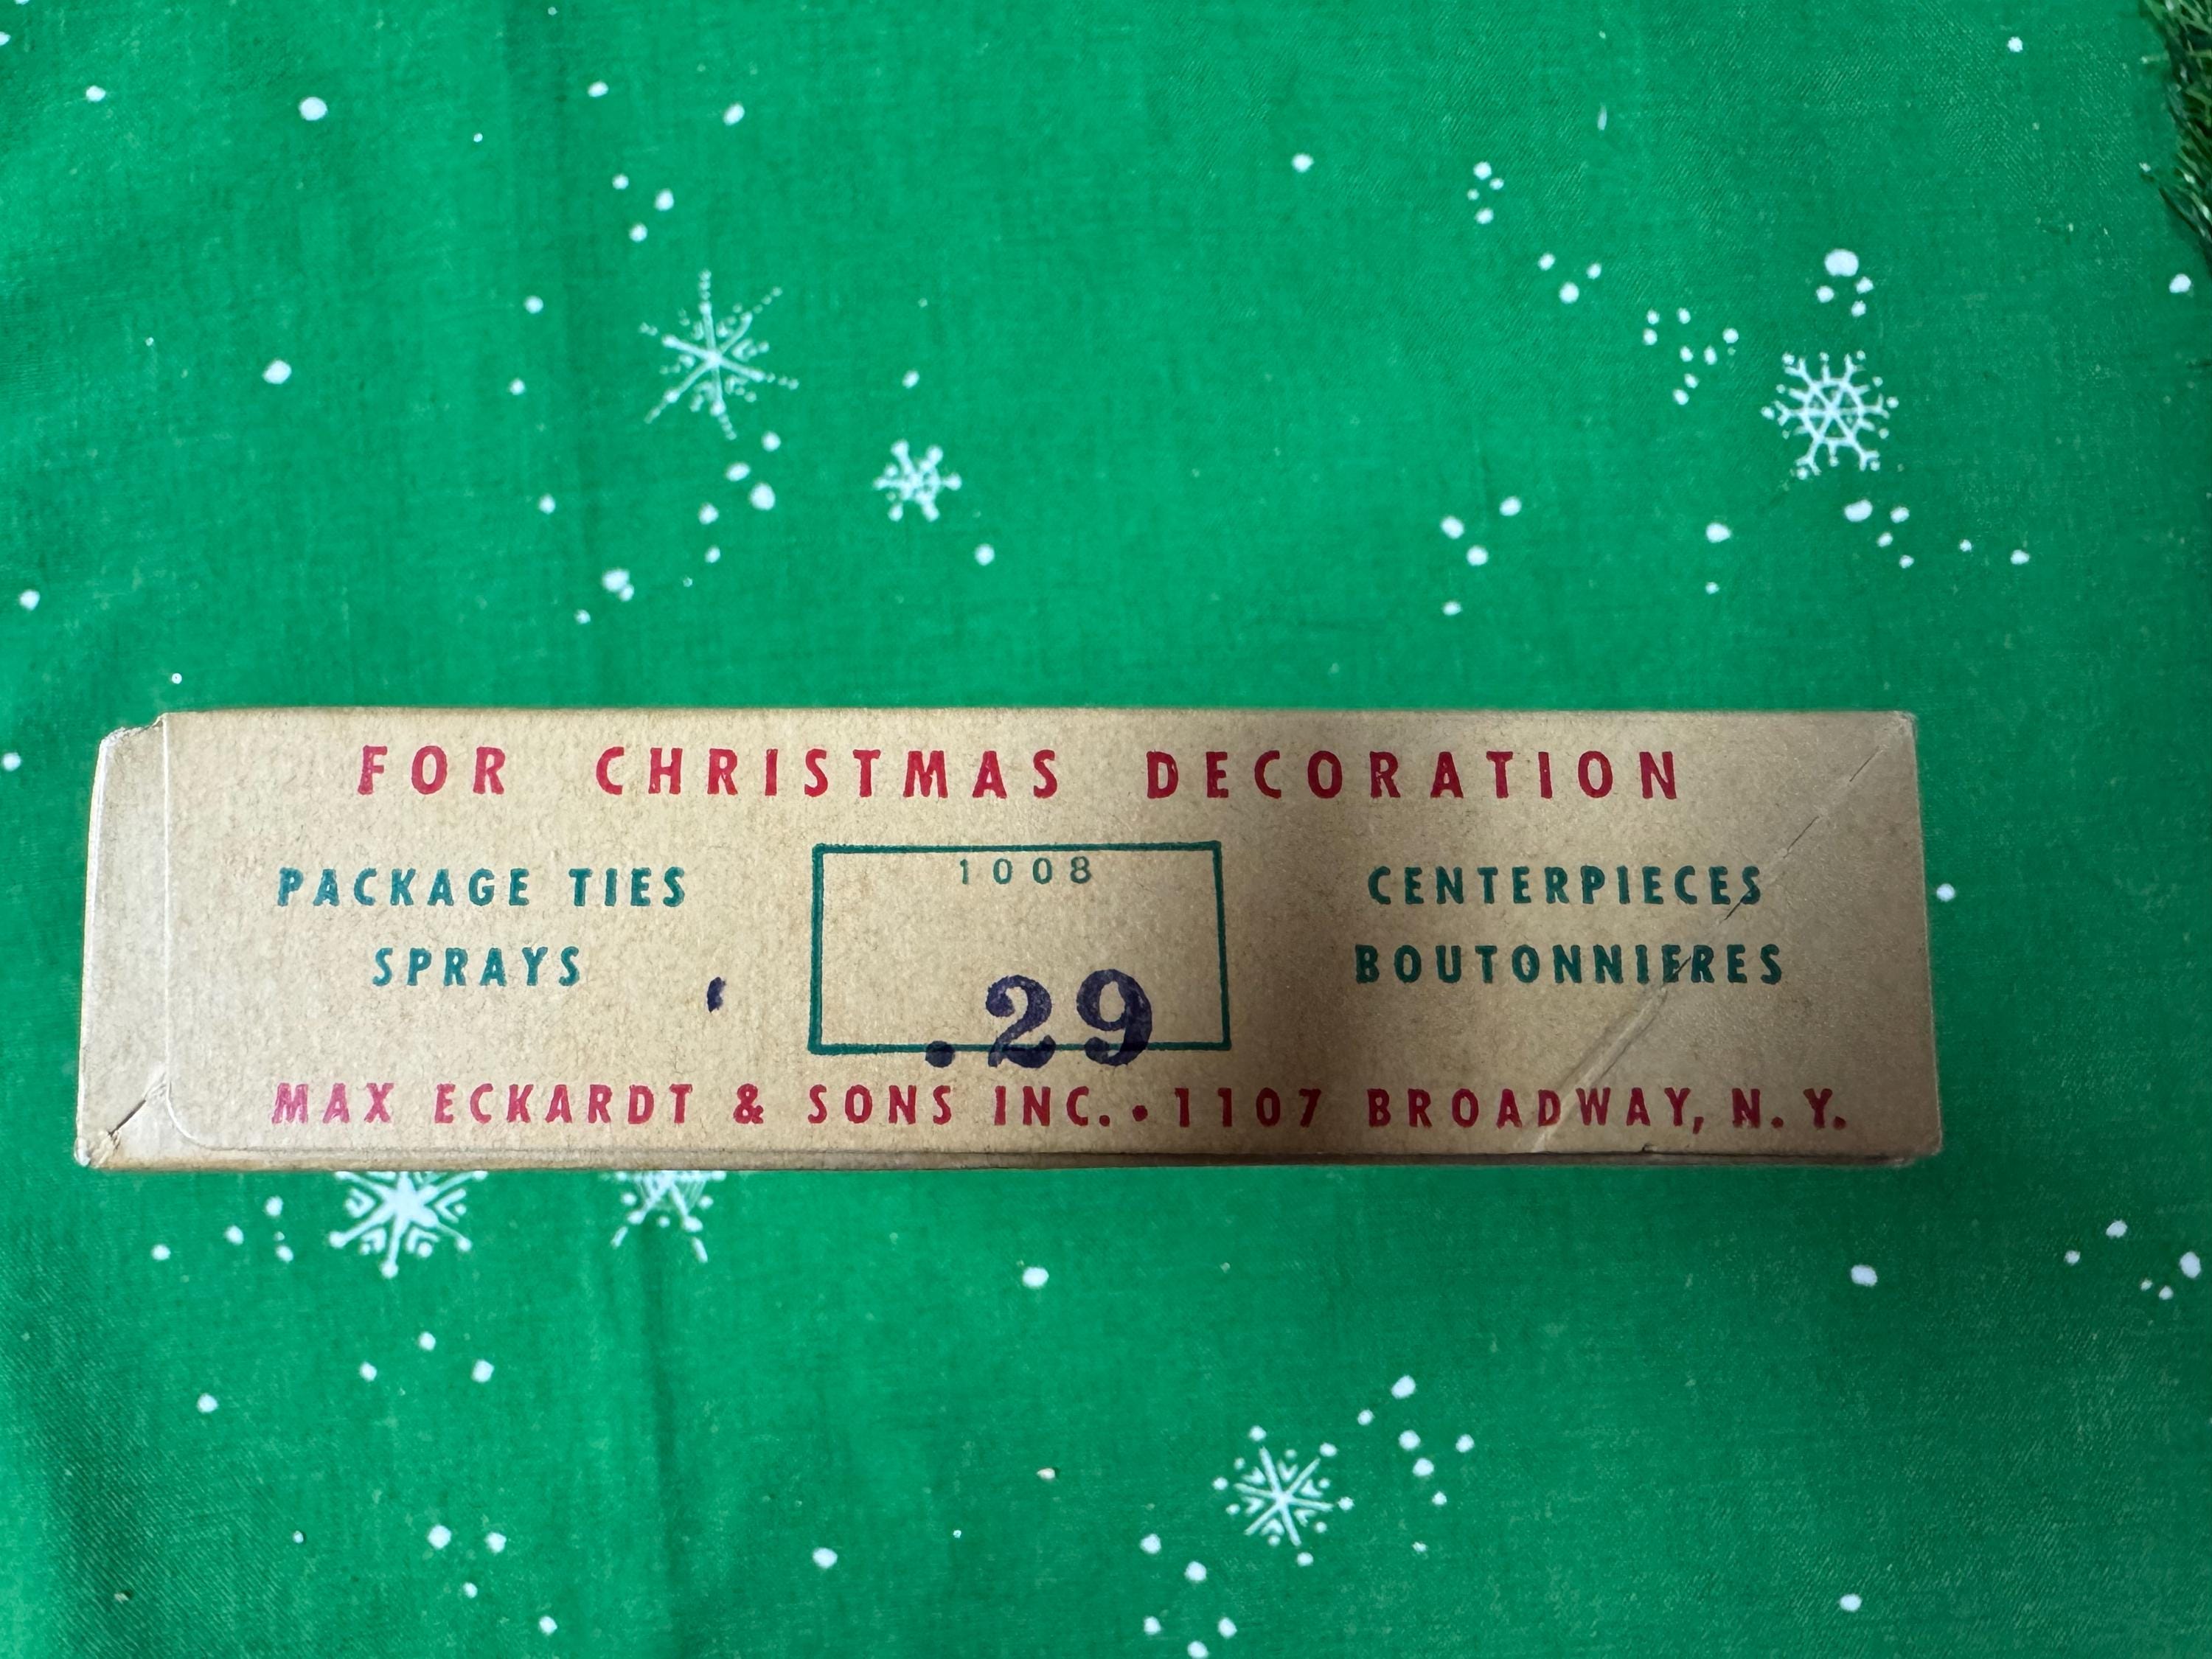 FOR CHRISTMAS DECORATION
PACKAGE TIES
SPRAYS
1008
.29
CENTERPIECES
BOUTONNIERES
MAX ECKARDT & SONS INC. • 1107 BROADWAY, N. Y.